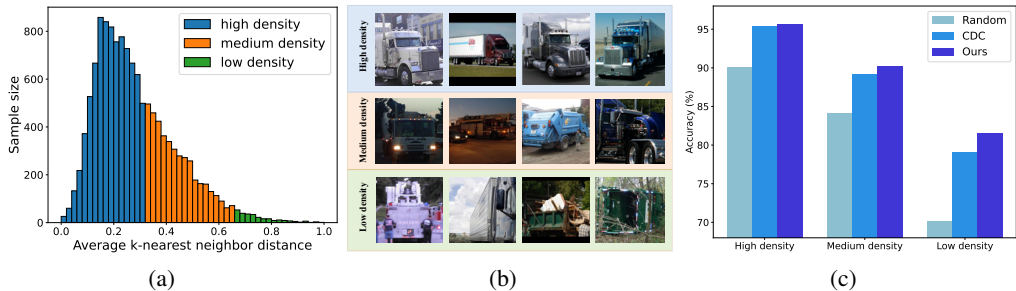 800
600
400
200
0
Sample size
high density
medium density
low density
0.0 0.2 0.4 0.6 0.8 1.0
Average k-nearest neighbor distance
(a)
High density
Medium density
Low density
(b)
95
90
85
80
75
70
Accuracy (%)
Random
CDC
Ours
High density Medium density Low density
(c)